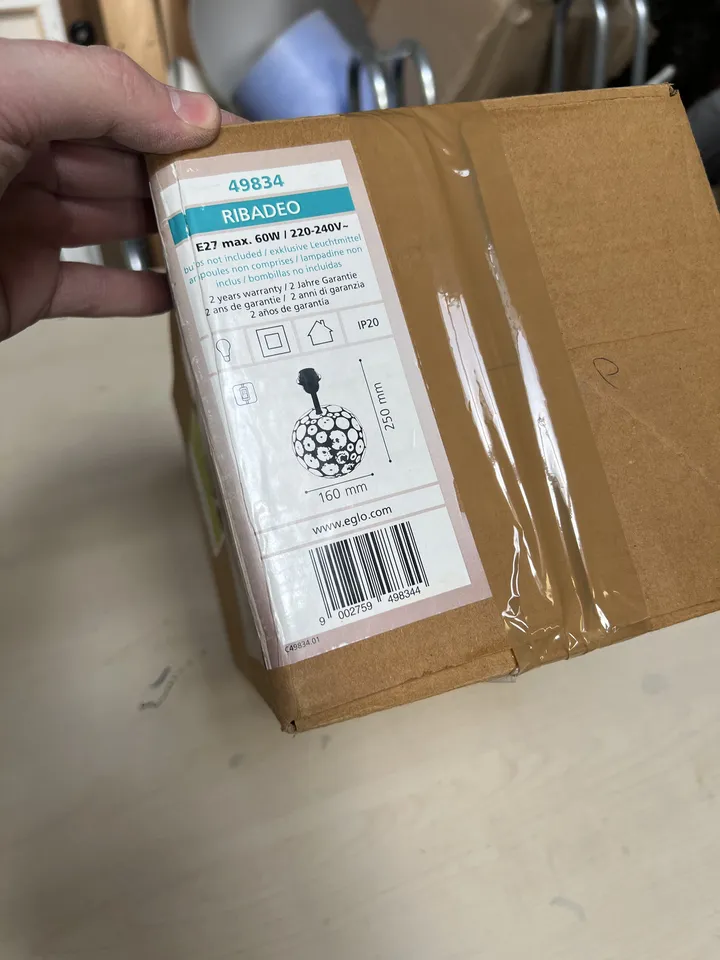 49834
RIBADEO
E27 max. 60W / 220-240V~
bulbs not included / exklusive Leuchtmittel
ampoules non comprises / lampadine non
inclus / bombillas no incluidas
2 years warranty / 2 Jahre Garantie
2 ans de garantie / 2 anni di garanzia
2 años de garantía
IP20
250 mm
160 mm
www.eglo.com
9 002759 498344
C49834.01
P